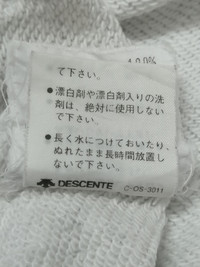 100%
て下さい。
●漂白剤や漂白剤入りの洗
剤は、絶対に使用しない
で下さい。
●長く水につけておいたり、
ぬれたまま長時間放置し
ないで下さい。
DESCENTE C-OS-3011